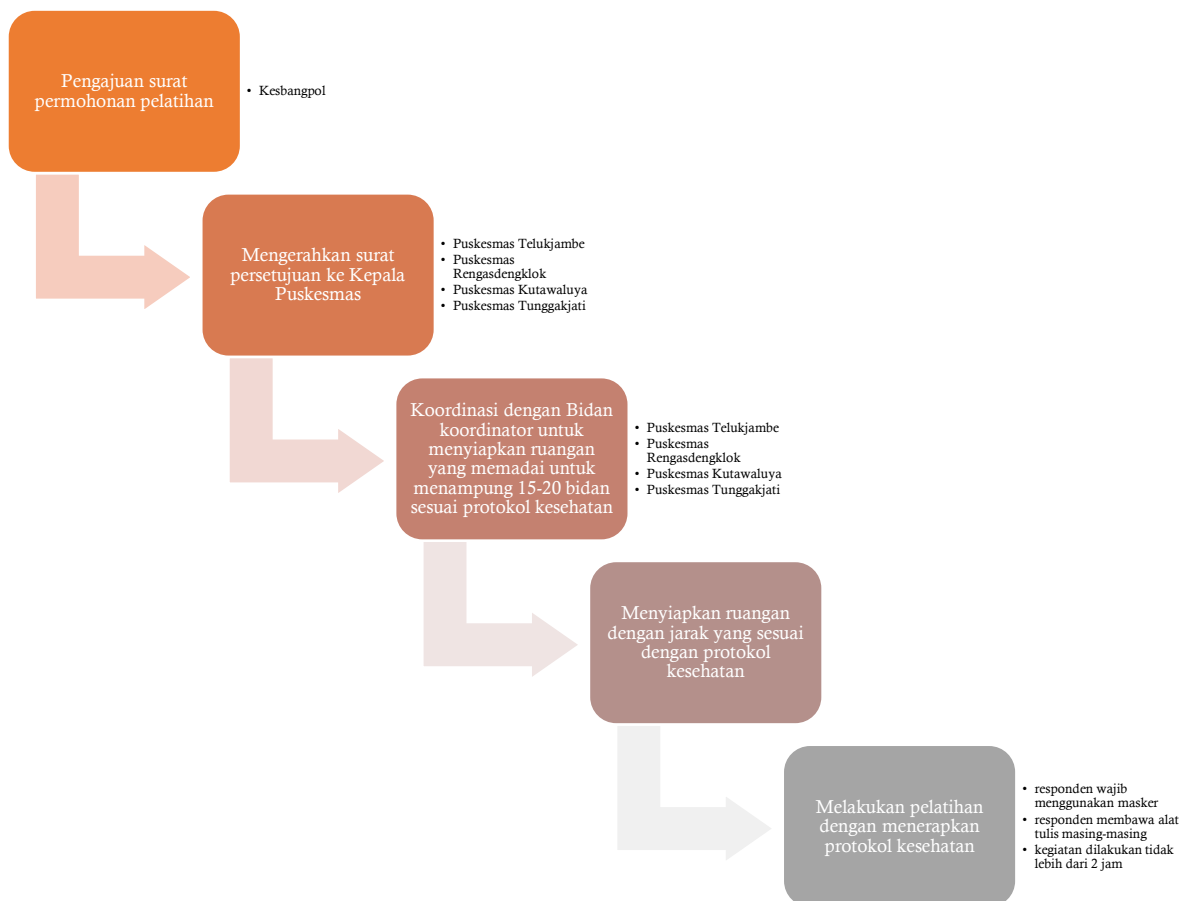 Pengajuan surat
permohonan pelatihan
• Kesbangpol
Mengerahkan surat
persetujuan ke Kepala
Puskesmas
• Puskesmas Telukjambe
• Puskesmas
Rengasdengklok
• Puskesmas Kutawaluya
• Puskesmas Tunggakjati
Koordinasi dengan Bidan
koordinator untuk
menyiapkan ruangan
yang memadai untuk
menampung 15-20 bidan
sesuai protokol kesehatan
• Puskesmas Telukjambe
• Puskesmas
Rengasdengklok
• Puskesmas Kutawaluya
• Puskesmas Tunggakjati
Menyiapkan ruangan
dengan jarak yang sesuai
dengan protokol
kesehatan
Melakukan pelatihan
dengan menerapkan
protokol kesehatan
• responden wajib
menggunakan masker
• responden membawa alat
tulis masing-masing
• kegiatan dilakukan tidak
lebih dari 2 jam